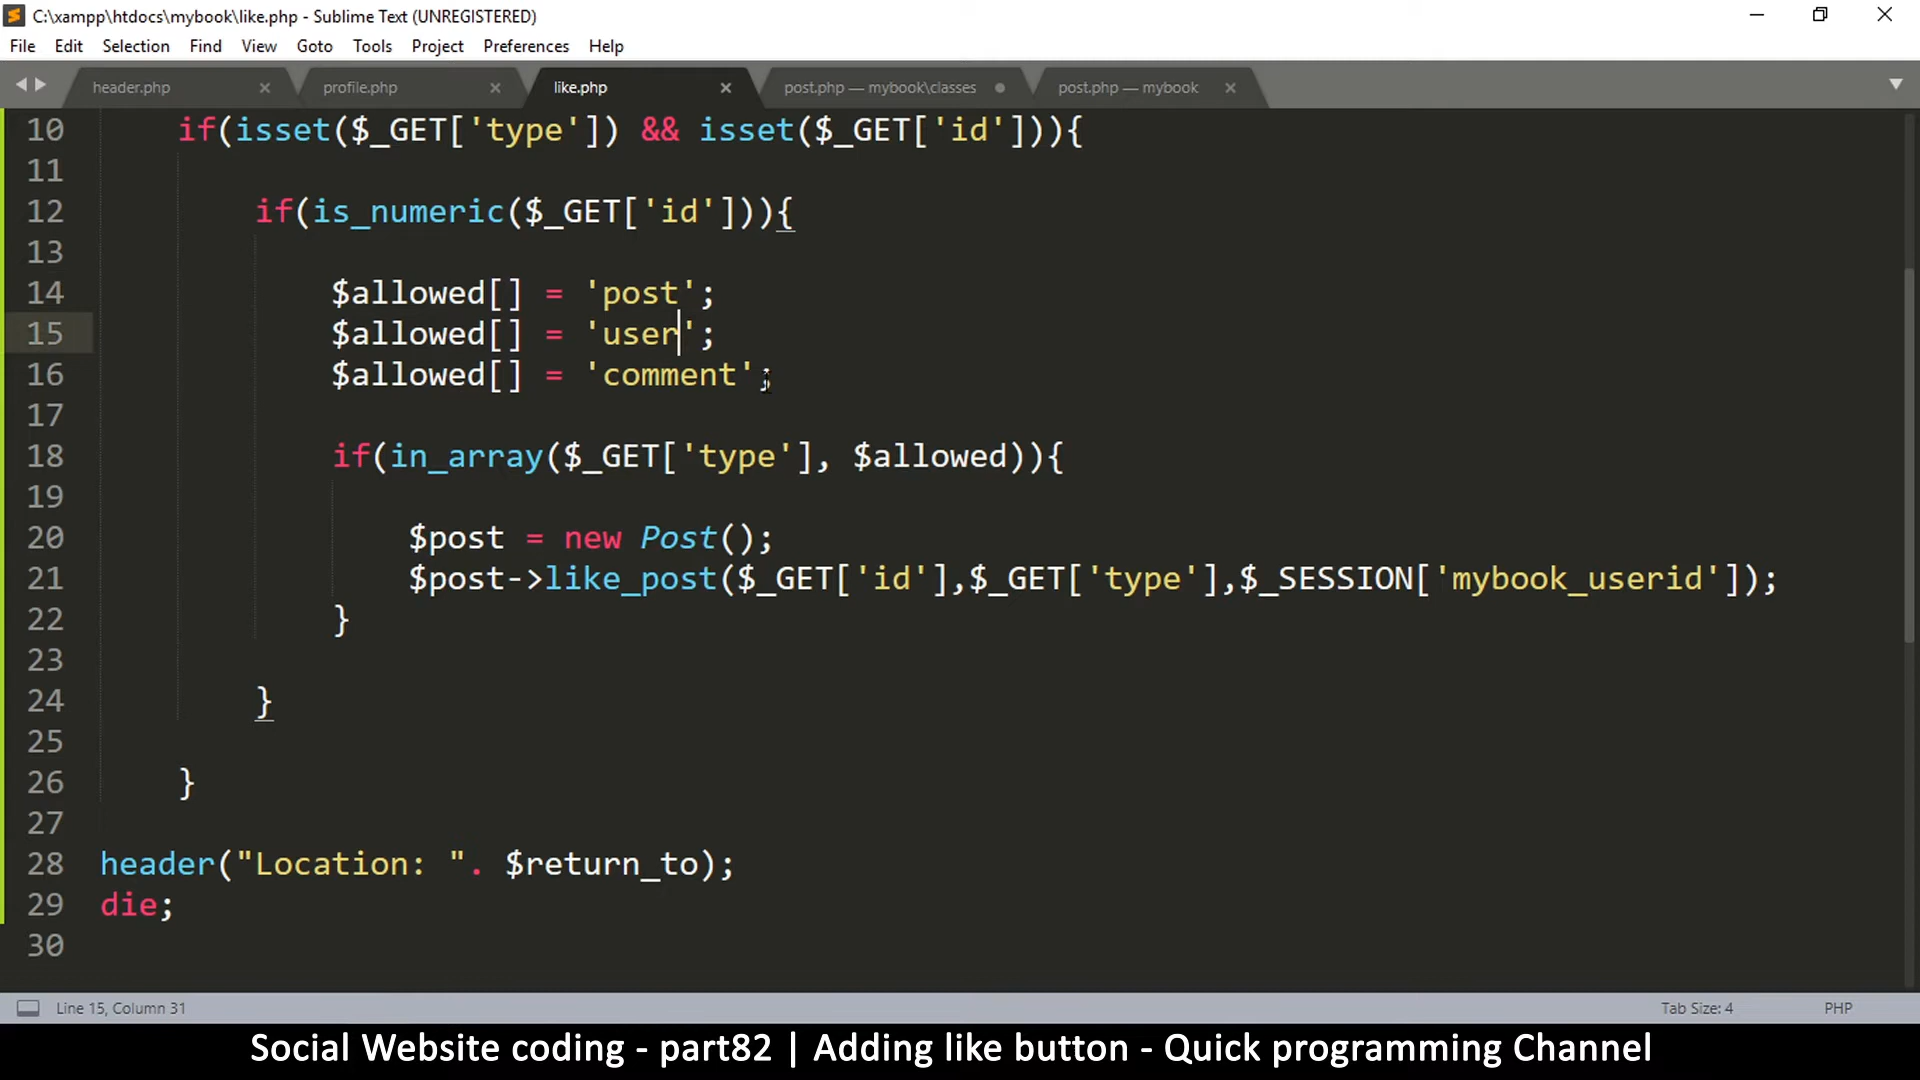 C:\xampp\htdocs\mybook\like.php - Sublime Text (UNREGISTERED)
File Edit Selection Find View Goto Tools Project Preferences Help
header.php × profile.php × like.php × post.php — mybook\classes post.php — mybook ×
10 if(isset($_GET['type']) && isset($_GET['id'])){
11
12 if(is_numeric($_GET['id'])){
13
14 $allowed[] = 'post';
15 $allowed[] = 'user';
16 $allowed[] = 'comment';
17
18 if(in_array($_GET['type'], $allowed)){
19
20 $post = new Post();
21 $post->like_post($_GET['id'],$_GET['type'],$_SESSION['mybook_userid']);
22 }
23
24 }
25
26 }
27
28 header("Location: ". $return_to);
29 die;
30
Line 15, Column 31 Tab Size: 4 PHP
Social Website coding - part82 | Adding like button - Quick programming Channel